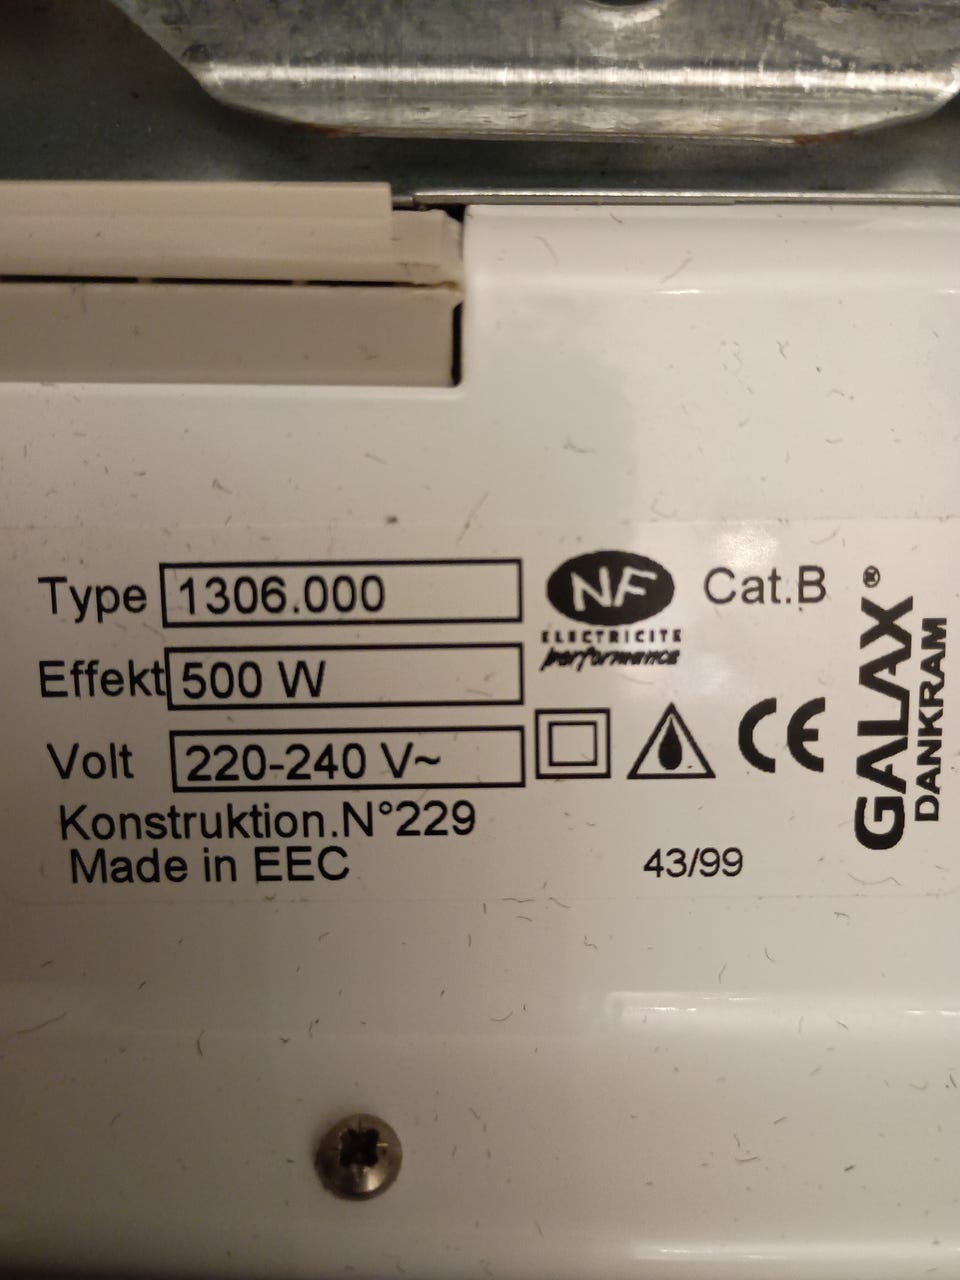 Type 1306.000
Effekt 500 W
Volt 220-240 V~
Konstruktion.N°229
Made in EEC
43/99
NF
ELECTRICITE
performance
Cat.B
CE
GALAX®
DANKRAM